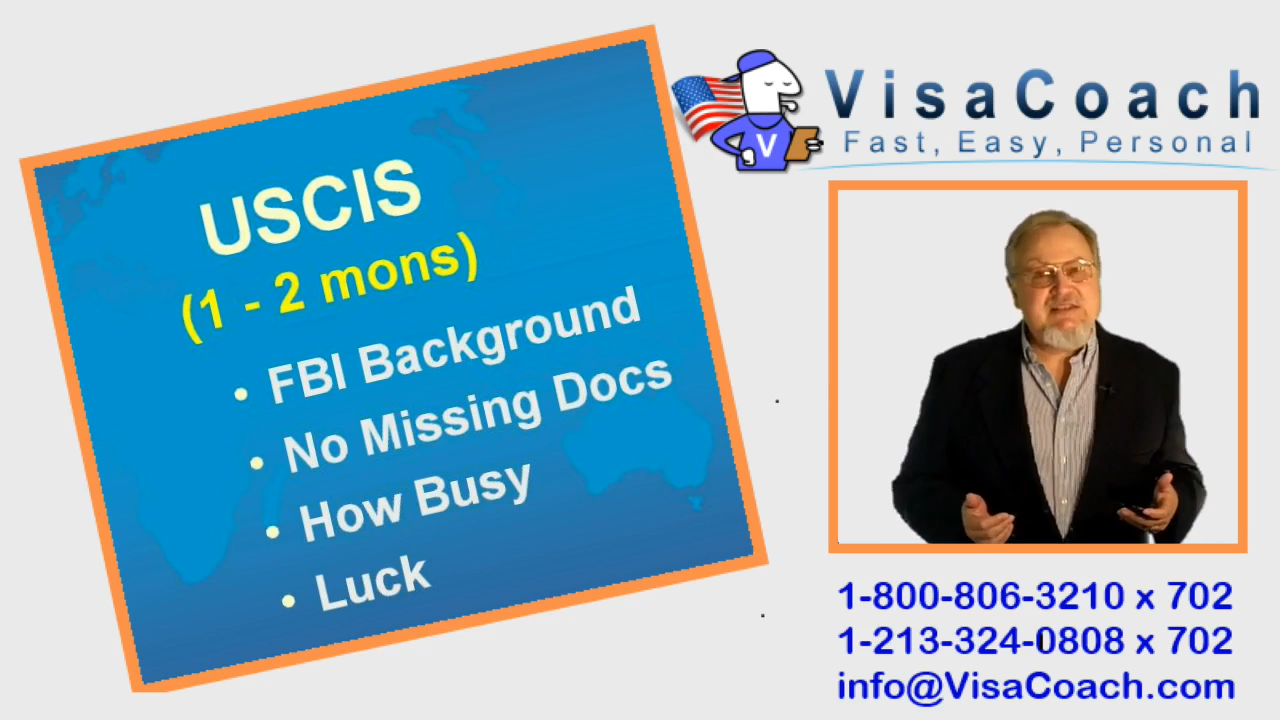 USCIS
(1 - 2 mons)
• FBI Background
• No Missing Docs
• How Busy
• Luck
V
VisaCoach
Fast, Easy, Personal
1-800-806-3210 x 702
1-213-324-0808 x 702
info@VisaCoach.com